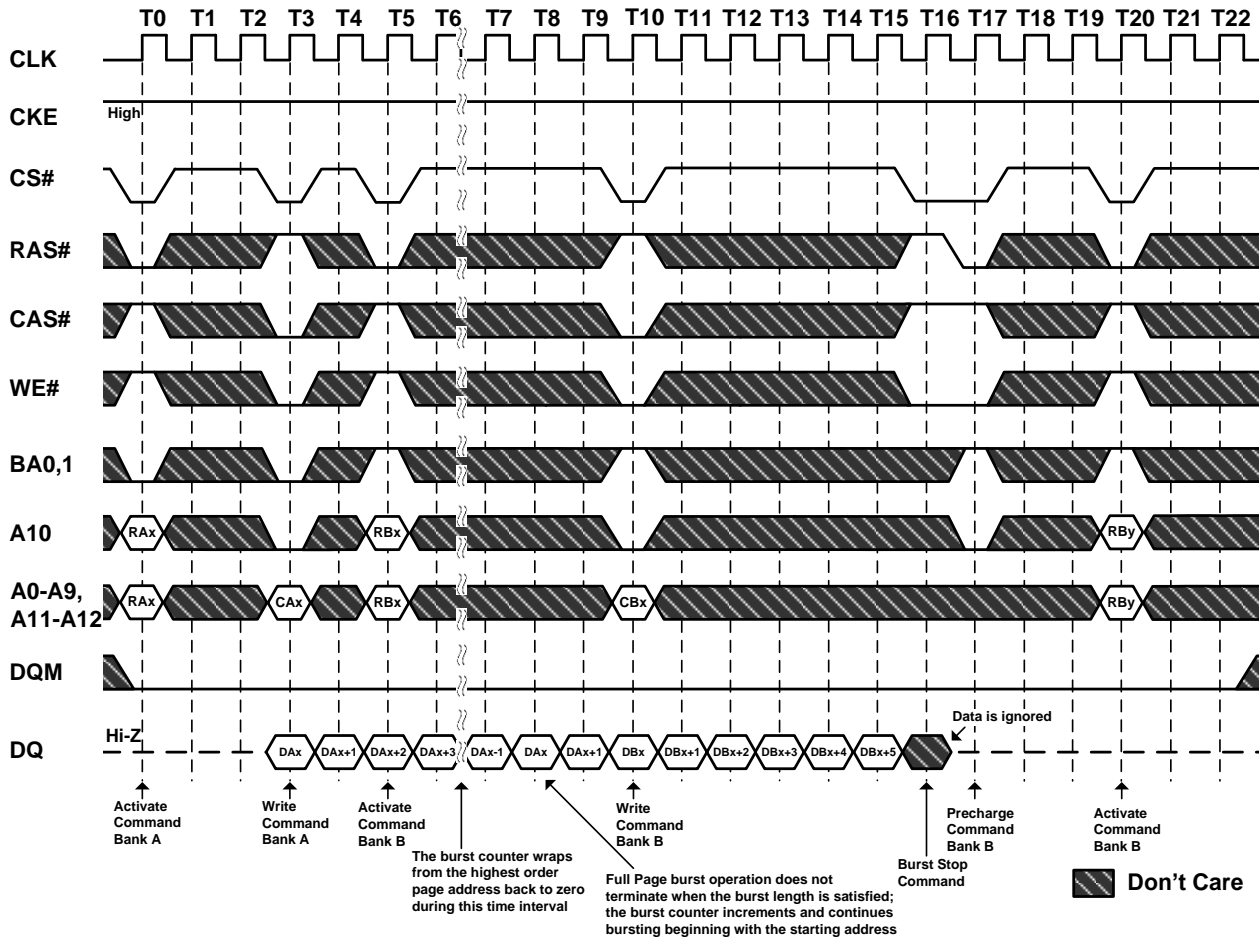 T0 T1 T2 T3 T4 T5 T6 T7 T8 T9 T10 T11 T12 T13 T14 T15 T16 T17 T18 T19 T20 T21 T22
CLK
CKE High
CS#
RAS#
CAS#
WE#
BA0,1
A10 RAx RBx RBy
A0-A9,
A11-A12
RAx CAx RBx CBx RBy
DQM
DQ Hi-Z DAx DAx+1 DAx+2 DAx+3 DAx-1 DAx DAx+1 DBx DBx+1 DBx+2 DBx+3 DBx+4 DBx+5
Data is ignored
Activate
Command
Bank A
Write
Command
Bank A
Activate
Command
Bank B
The burst counter wraps
from the highest order
page address back to zero
during this time interval
Full Page burst operation does not
terminate when the burst length is satisfied;
the burst counter increments and continues
bursting beginning with the starting address
Write
Command
Bank B
Burst Stop
Command
Precharge
Command
Bank B
Activate
Command
Bank B
Don't Care